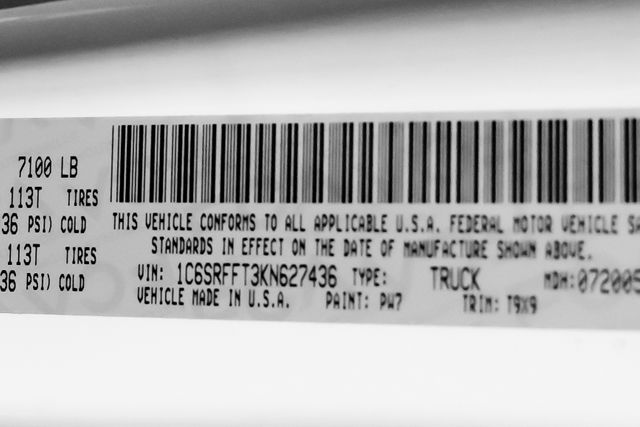 7100 LB
113T TIRES
36 PSI) COLD
113T TIRES
36 PSI) COLD
THIS VEHICLE CONFORMS TO ALL APPLICABLE U.S.A. FEDERAL MOTOR VEHICLE SA
STANDARDS IN EFFECT ON THE DATE OF MANUFACTURE SHOWN ABOVE.
VIN: 1C6SRFFT3KN627436 TYPE: TRUCK MDH: 072005
VEHICLE MADE IN U.S.A. PAINT: PW7 TRIM: T9X9